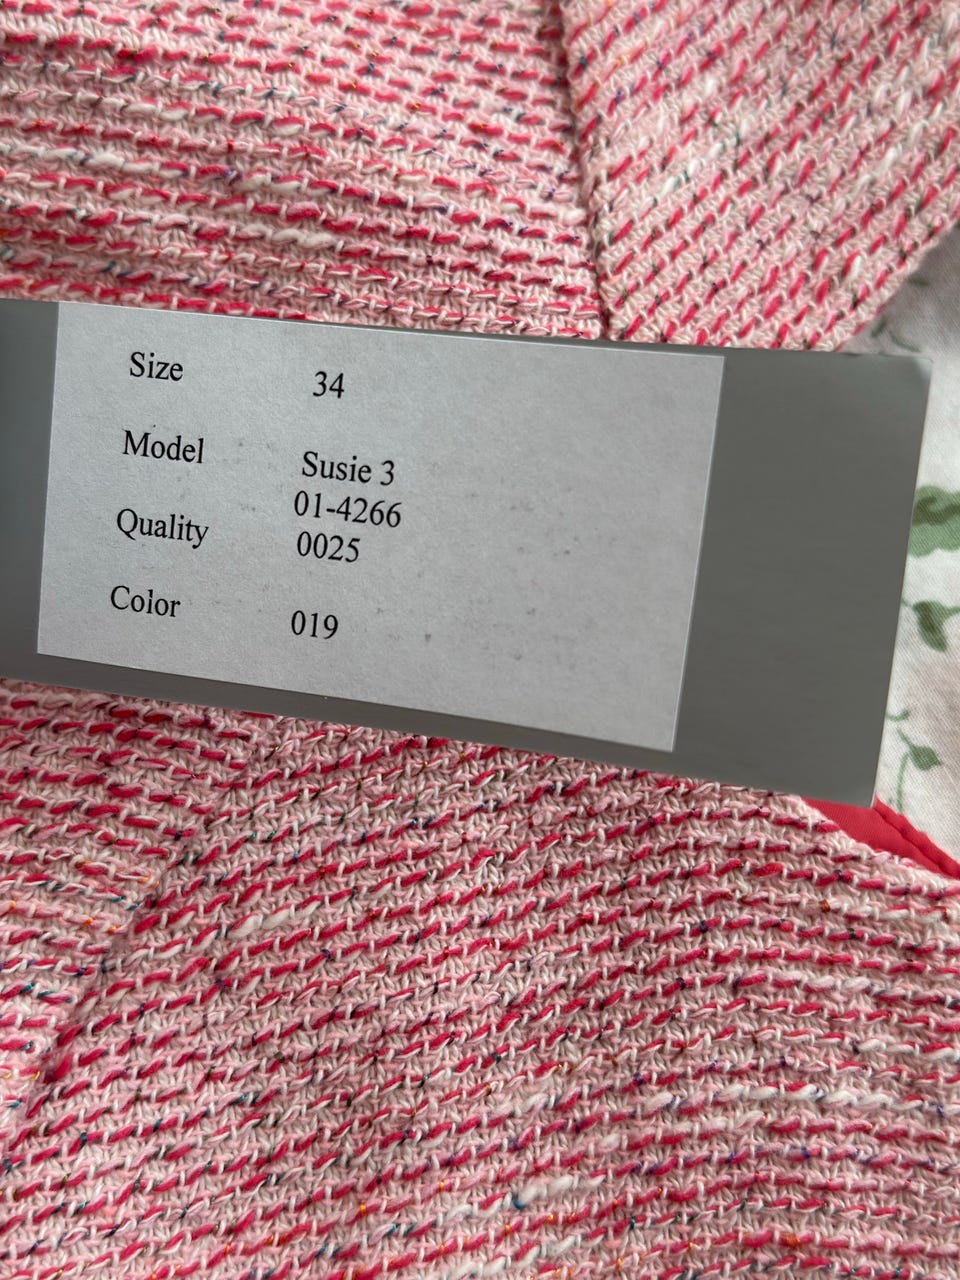 Size 34
Model Susie 3
01-4266
Quality 0025
Color 019